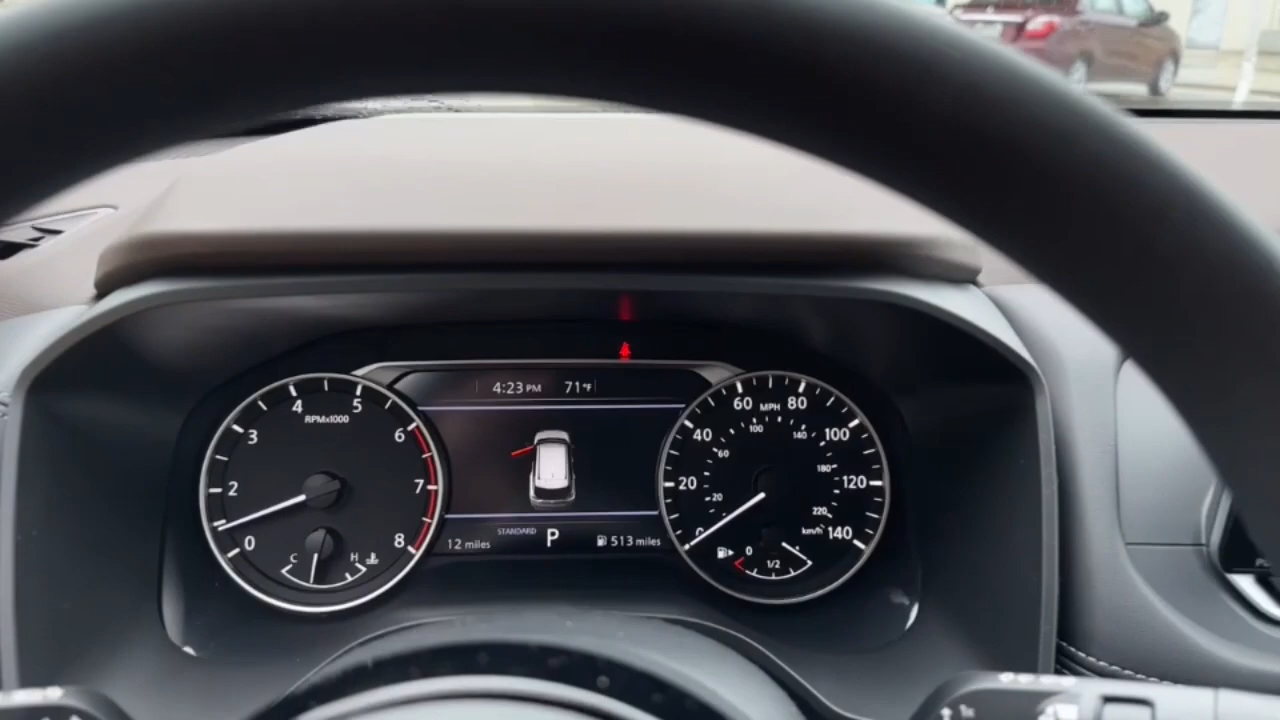 4:23 PM 71°F
4 5
RPMx1000
3 6
2 7
0 8
C H
60 MPH 80
100 140
40 100
60 180
20 120
20 220
0 km/h 140
0 1/2
STANDARD
12 miles P 513 miles